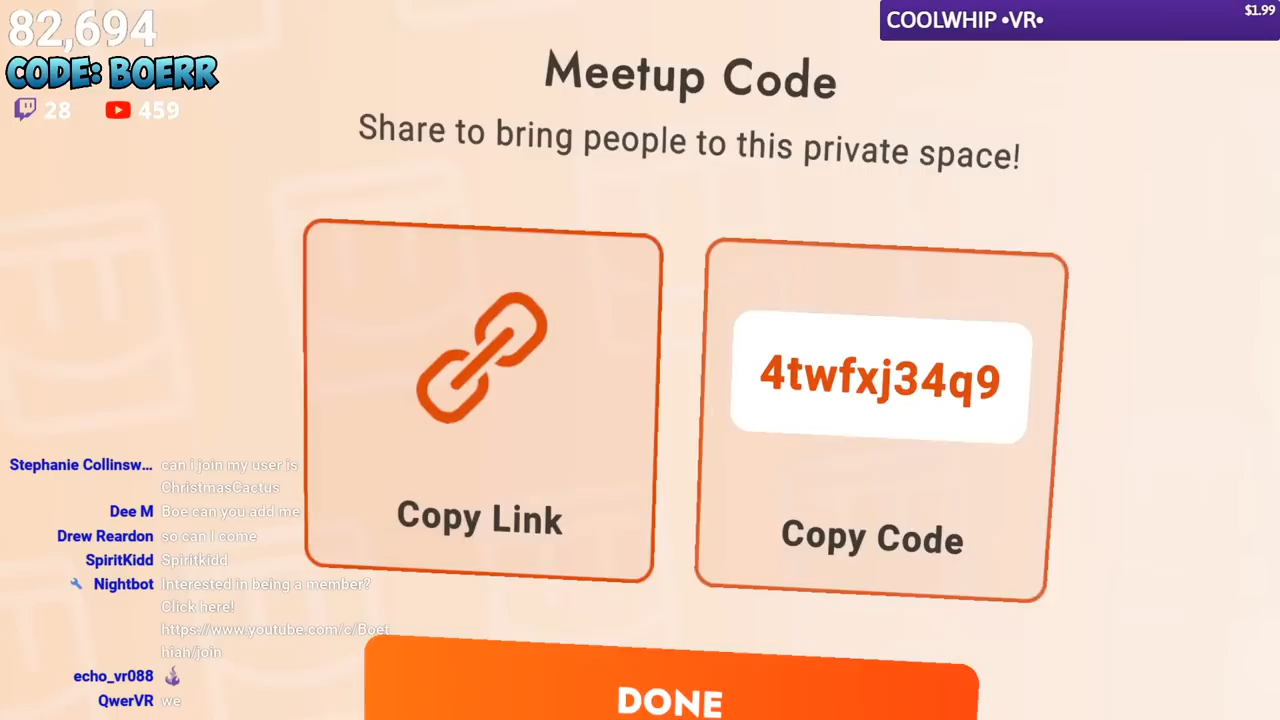 82,694
CODE: BOERR
28 459
COOLWHIP •VR•
$1.99
Meetup Code
Share to bring people to this private space!
Copy Link
4twfxj34q9
Copy Code
DONE
Stephanie Collinsw... can i join my user is
ChristmasCactus
Dee M Boe can you add me
Drew Reardon so can I come
SpiritKidd Spiritkidd
Nightbot Interested in being a member?
Click here!
https://www.youtube.com/c/Boet
hiah/join
echo_vr088
QwerVR we